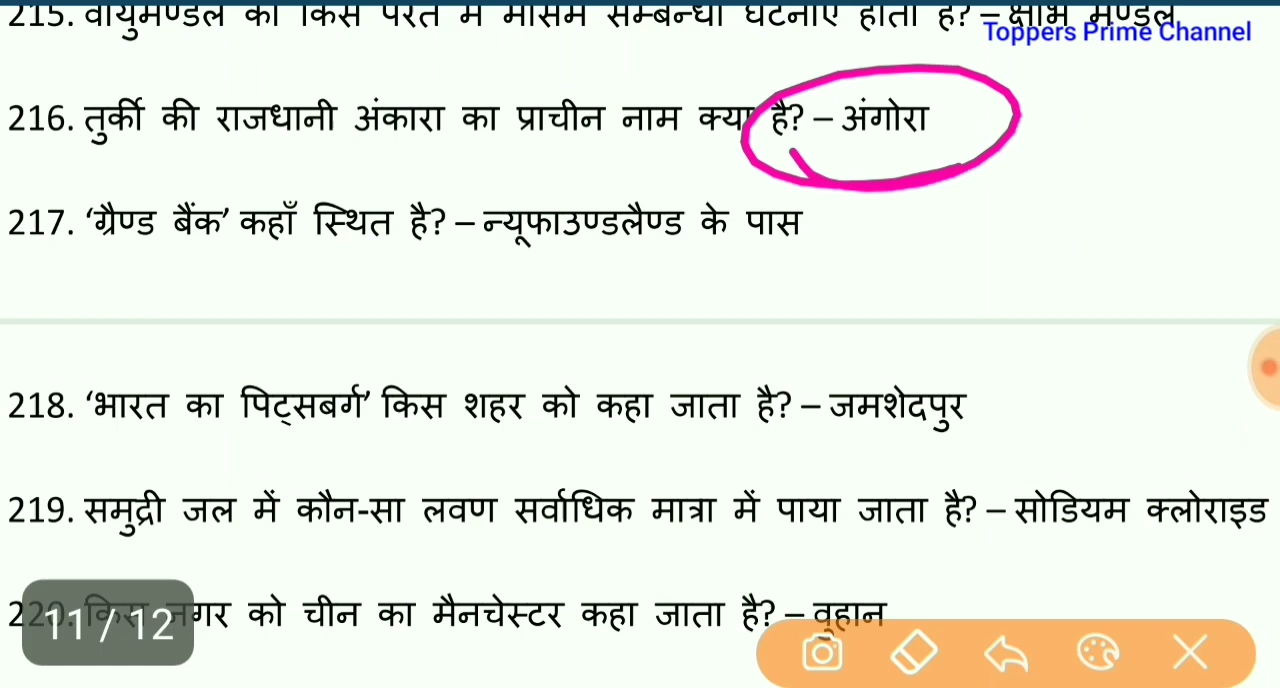 215. वायुमण्डल की किस परत में मौसम सम्बन्धी घटनाएँ होती हैं? – क्षोभ मण्डल
Toppers Prime Channel
216. तुर्की की राजधानी अंकारा का प्राचीन नाम क्या है? – अंगोरा
217. ‘ग्रैण्ड बैंक’ कहाँ स्थित है? – न्यूफाउण्डलैण्ड के पास
218. ‘भारत का पिट्सबर्ग’ किस शहर को कहा जाता है? – जमशेदपुर
219. समुद्री जल में कौन-सा लवण सर्वाधिक मात्रा में पाया जाता है? – सोडियम क्लोराइड
220. किस नगर को चीन का मैनचेस्टर कहा जाता है? – वुहान
11 / 12